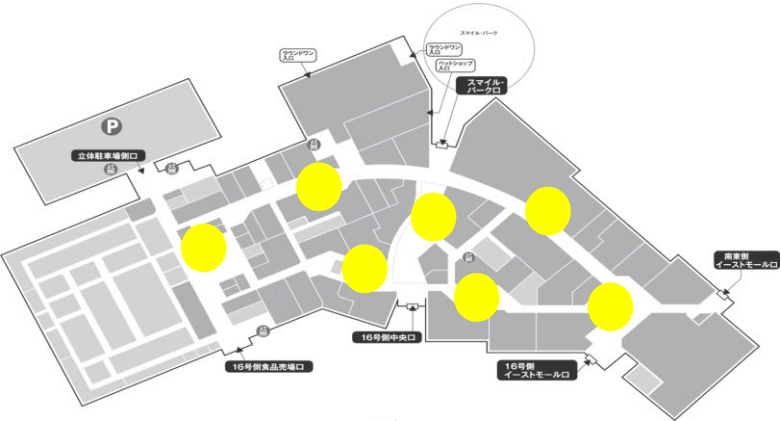 スマイル・パーク
ラウンドワン
入口
ラウンドワン
入口
ペットショップ
入口
スマイル・
パーク口
P
立体駐車場側口
南東側
イーストモール口
16号側中央口
16号側食品売場口
16号側
イーストモール口